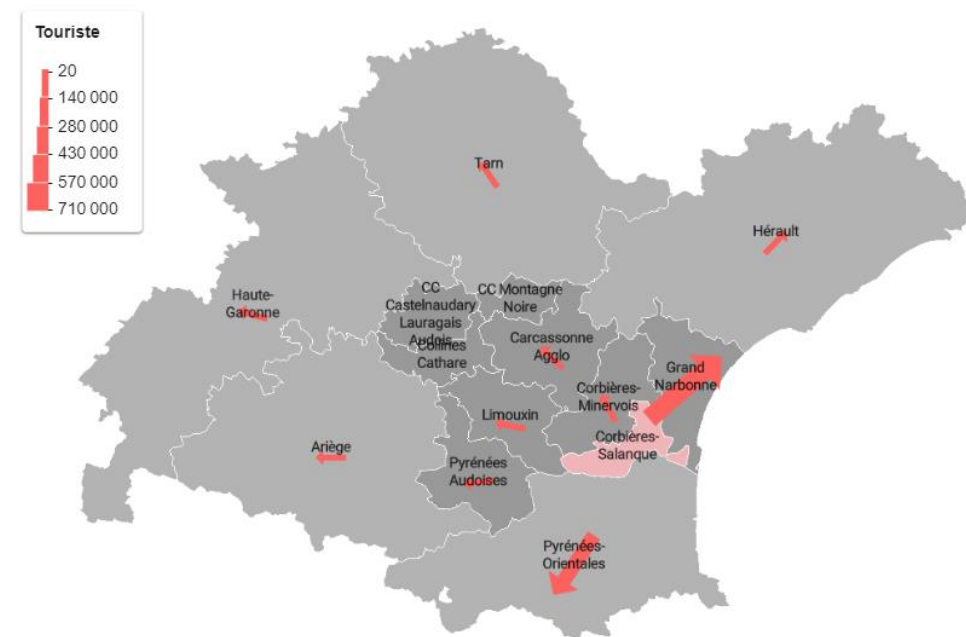 Touriste
20
140 000
280 000
430 000
570 000
710 000
Tarn
Hérault
Haute-
Garonne
CC
Castelnaudary
Lauragais
Audois
CC Montagne
Noire
Collines
Cathare
Carcassonne
Agglo
Grand
Narbonne
Corbières-
Minervois
Limouxin
Corbières-
Salanque
Ariège
Pyrénées
Audoises
Pyrénées-
Orientales